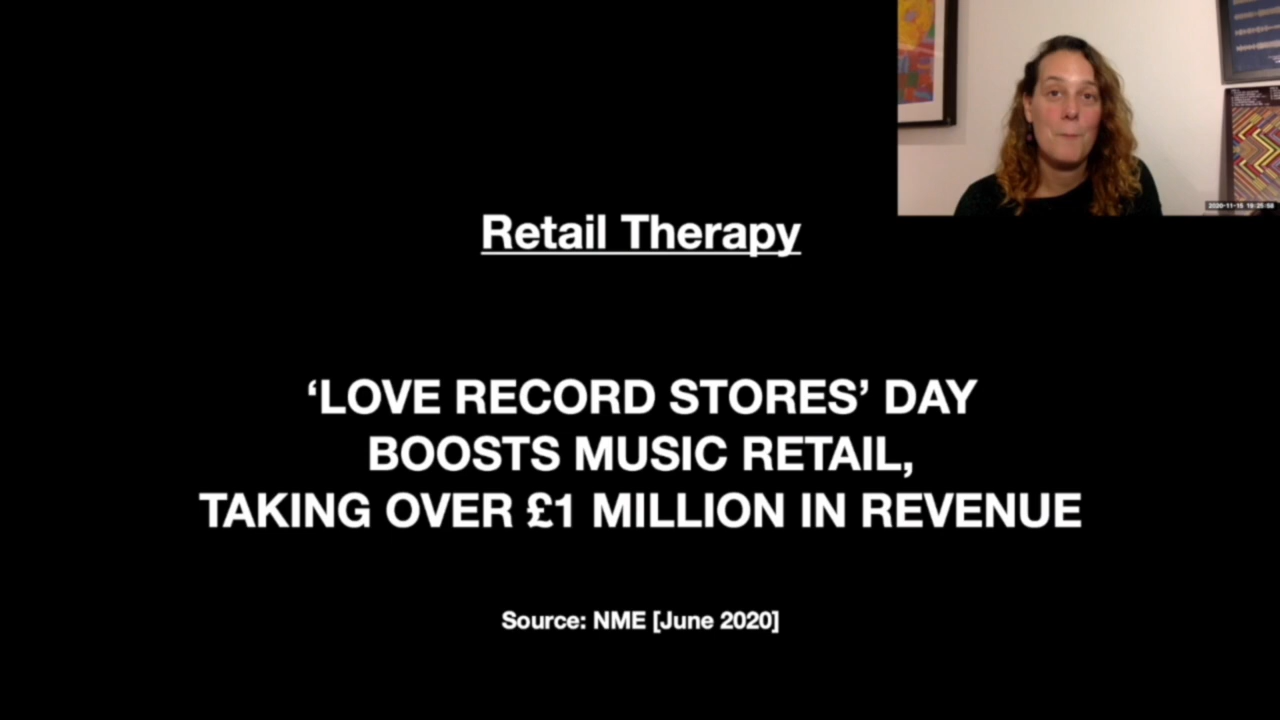 Retail Therapy
‘LOVE RECORD STORES’ DAY
BOOSTS MUSIC RETAIL,
TAKING OVER £1 MILLION IN REVENUE
Source: NME [June 2020]